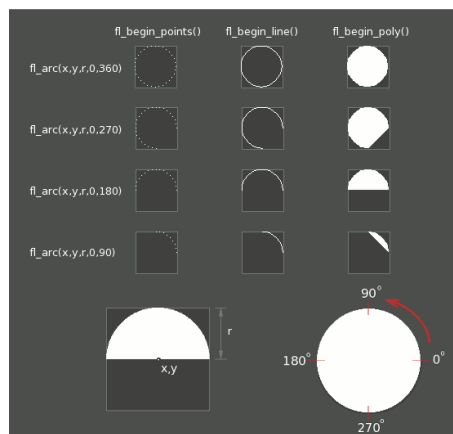 fl_begin_points() fl_begin_line() fl_begin_poly()
fl_arc(x,y,r,0,360)
fl_arc(x,y,r,0,270)
fl_arc(x,y,r,0,180)
fl_arc(x,y,r,0,90)
90°
r
180° 0°
x,y
270°